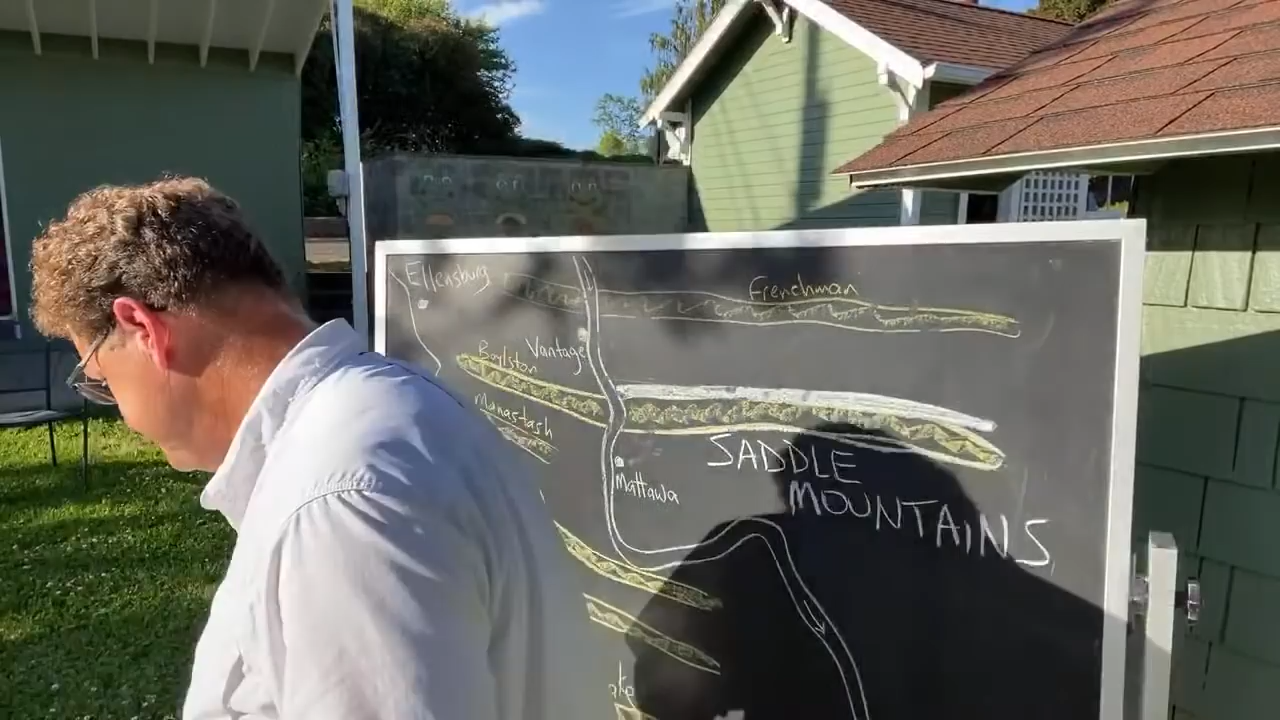 Ellensburg
Frenchman
Vantage
Boylston
Manastash
SADDLE
MOUNTAINS
Mattawa